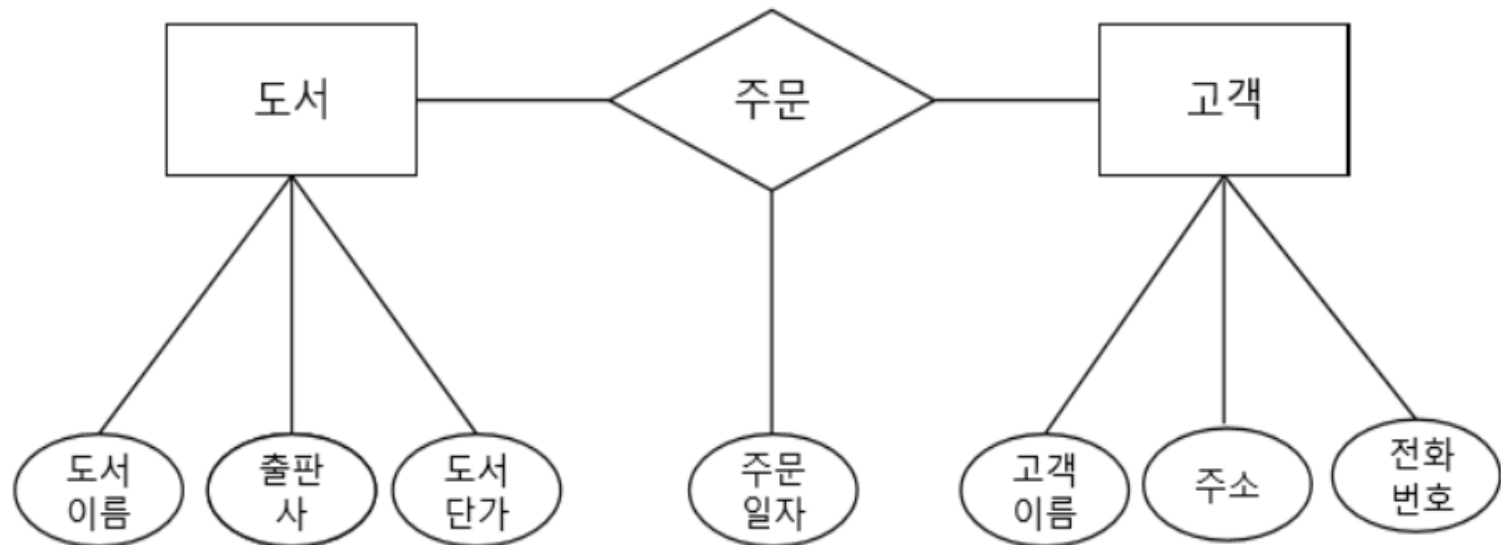 도서
주문
고객
도서
이름
출판
사
도서
단가
주문
일자
고객
이름
주소
전화
번호